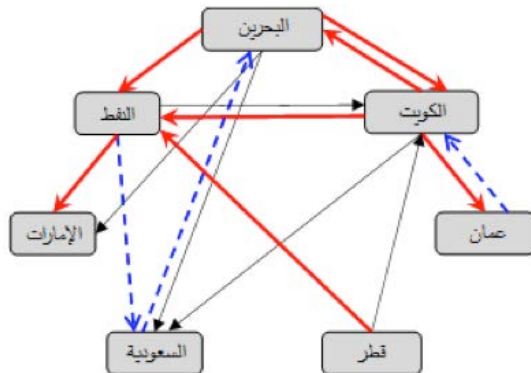 البحرين
النفط
الكويت
الإمارات
عمان
السعودية
قطر